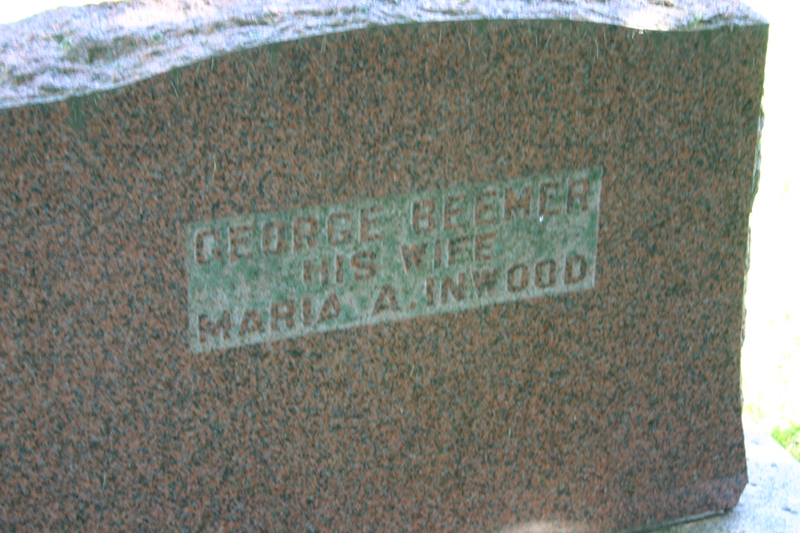 GEORGE BEEMER
HIS WIFE
MARIA A. INWOOD